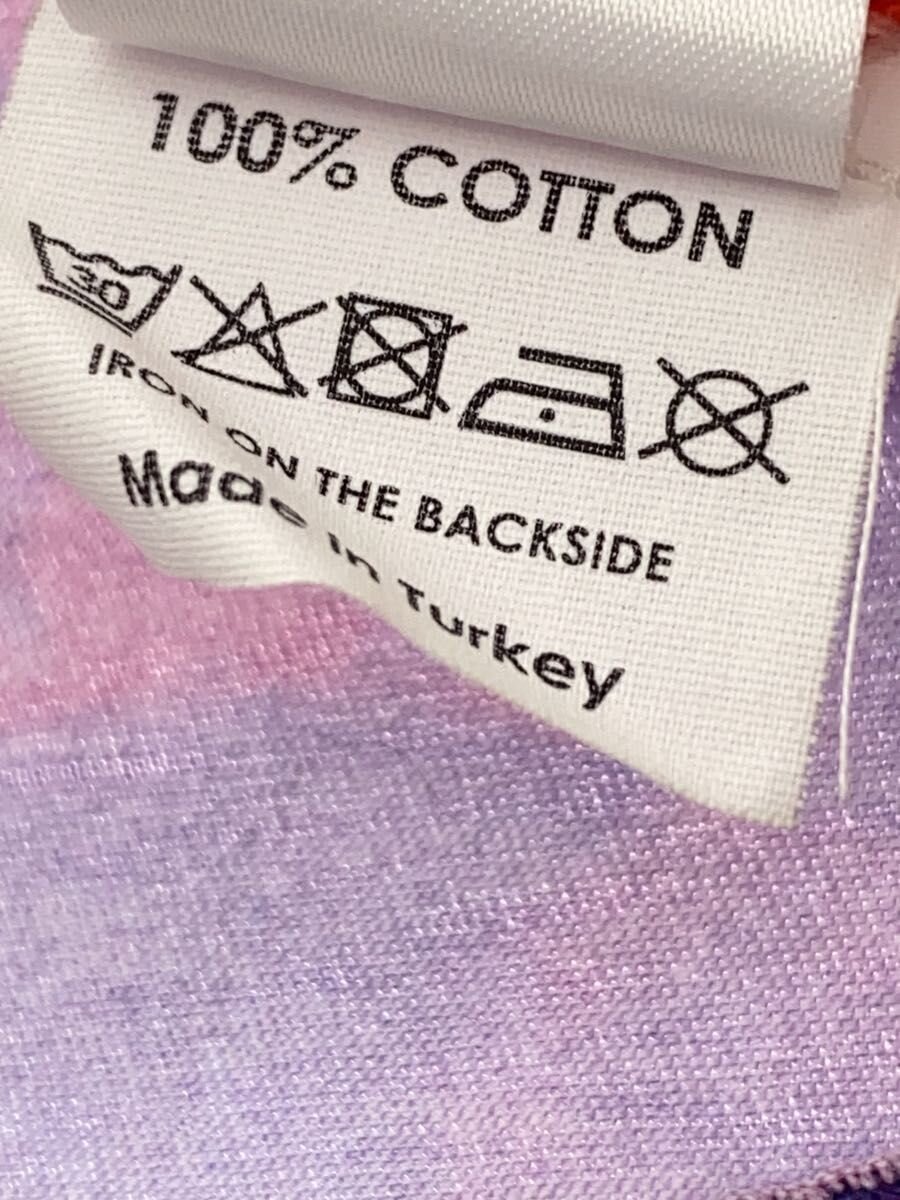 100% COTTON
30
IRON ON THE BACKSIDE
Made in Turkey